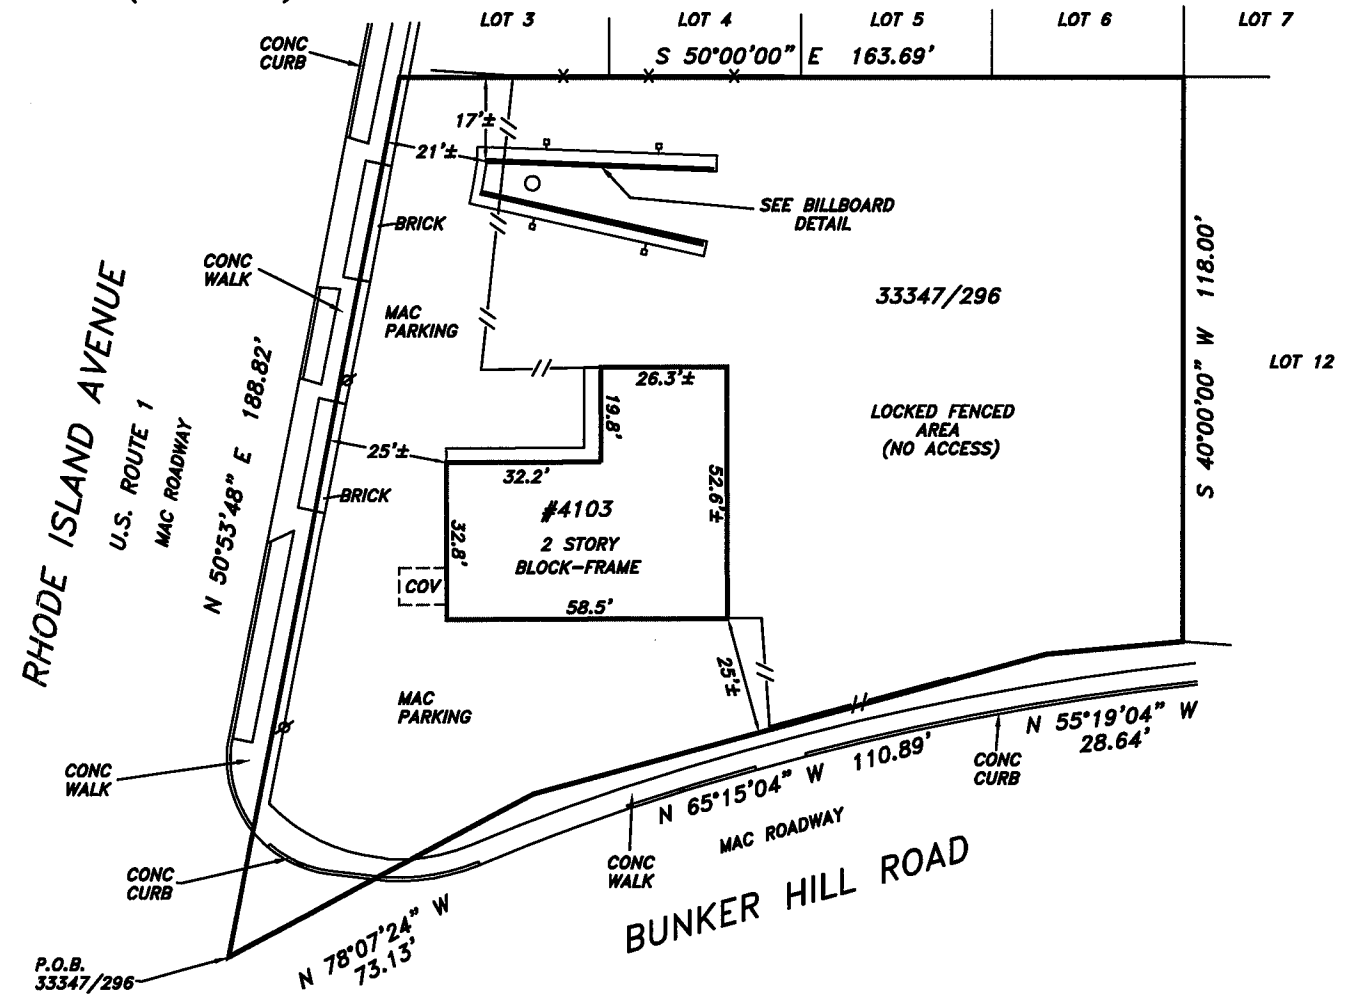 LOT 3
LOT 4
LOT 5
LOT 6
LOT 7
CONC
CURB
S 50°00'00" E 163.69'
17'±
21'±
SEE BILLBOARD
DETAIL
BRICK
CONC
WALK
33347/296
S 40°00'00" W 118.00'
MAC
PARKING
LOT 12
RHODE ISLAND AVENUE
U.S. ROUTE 1
MAC ROADWAY
N 50°53'48" E 188.82'
26.3'±
19.8'
LOCKED FENCED
AREA
(NO ACCESS)
25'±
32.2'
52.6'±
BRICK
#4103
2 STORY
BLOCK-FRAME
32.8'
COV
58.5'
25'±
MAC
PARKING
N 55°19'04" W
28.64'
CONC
WALK
CONC
CURB
N 65°15'04" W 110.89'
MAC ROADWAY
CONC
WALK
CONC
CURB
BUNKER HILL ROAD
N 78°07'24" W
73.13'
P.O.B.
33347/296